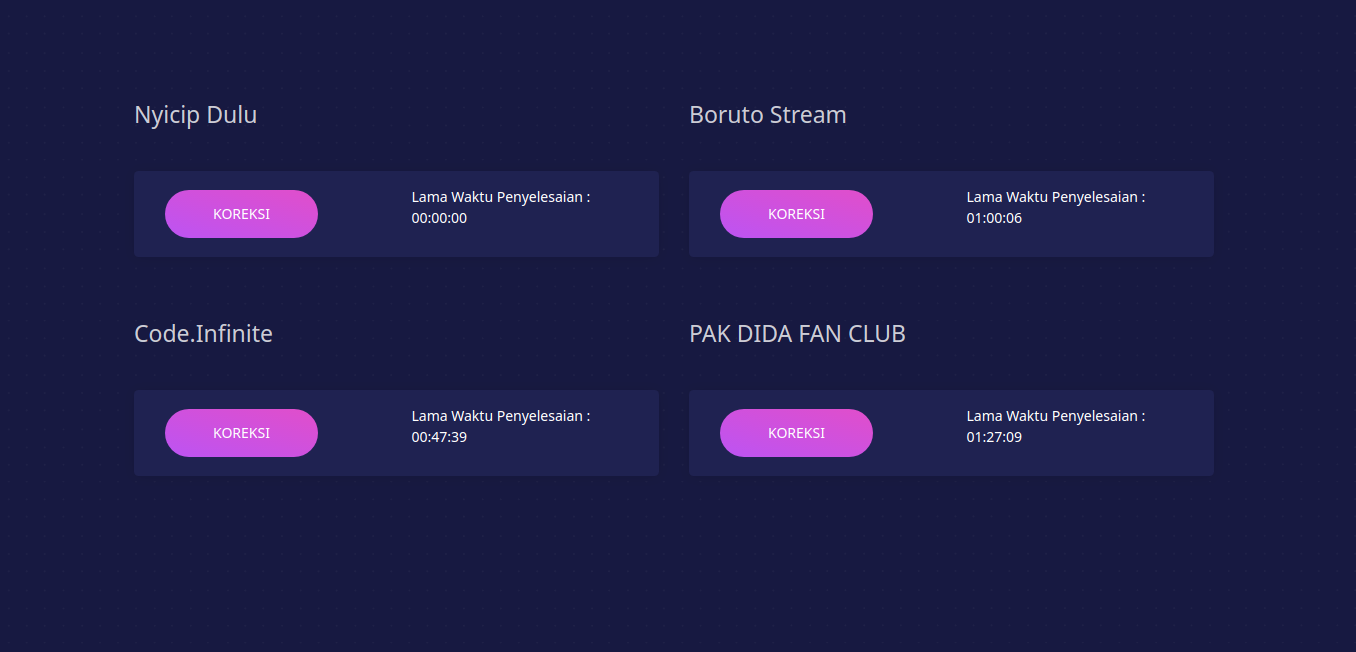 Nyicip Dulu
KOREKSI
Lama Waktu Penyelesaian :
00:00:00
Boruto Stream
KOREKSI
Lama Waktu Penyelesaian :
01:00:06
Code.Infinite
KOREKSI
Lama Waktu Penyelesaian :
00:47:39
PAK DIDA FAN CLUB
KOREKSI
Lama Waktu Penyelesaian :
01:27:09